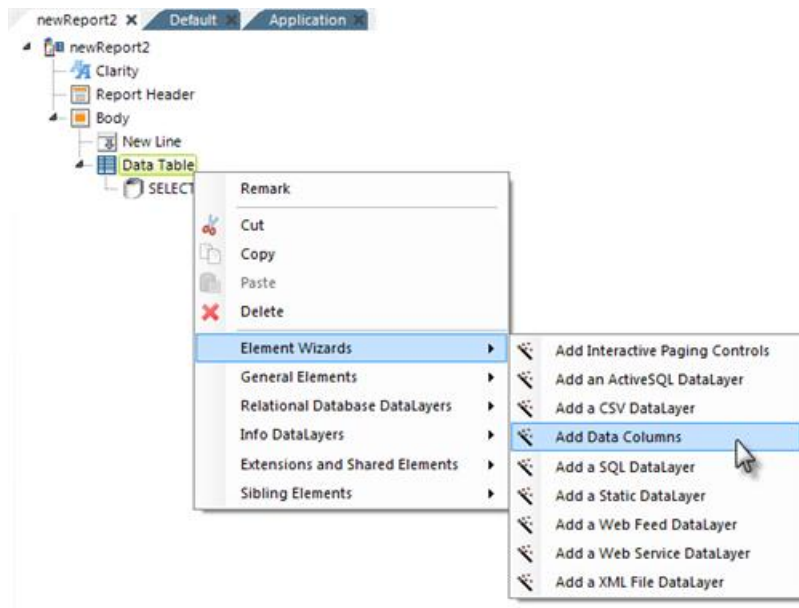 newReport2 Default Application
newReport2
Clarity
Report Header
Body
New Line
Data Table
SELECT
Remark
Cut
Copy
Paste
Delete
Element Wizards
General Elements
Relational Database DataLayers
Info DataLayers
Extensions and Shared Elements
Sibling Elements
Add Interactive Paging Controls
Add an ActiveSQL DataLayer
Add a CSV DataLayer
Add Data Columns
Add a SQL DataLayer
Add a Static DataLayer
Add a Web Feed DataLayer
Add a Web Service DataLayer
Add a XML File DataLayer